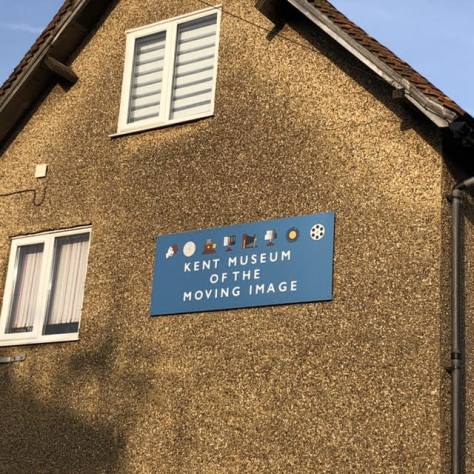 KENT MUSEUM
OF THE
MOVING IMAGE